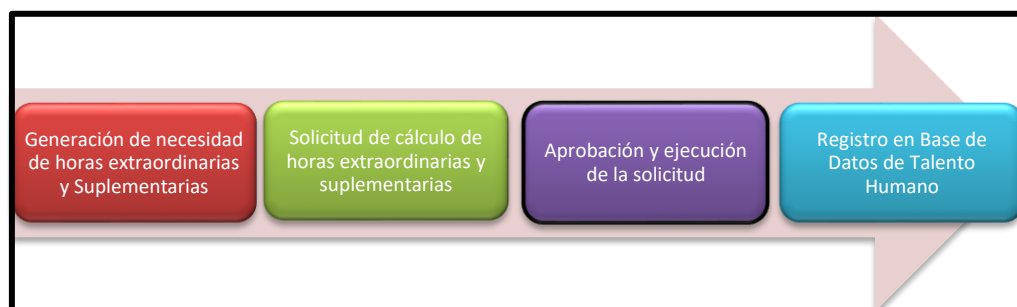 Generación de necesidad
de horas extraordinarias
y Suplementarias
Solicitud de cálculo de
horas extraordinarias y
suplementarias
Aprobación y ejecución
de la solicitud
Registro en Base de
Datos de Talento
Humano